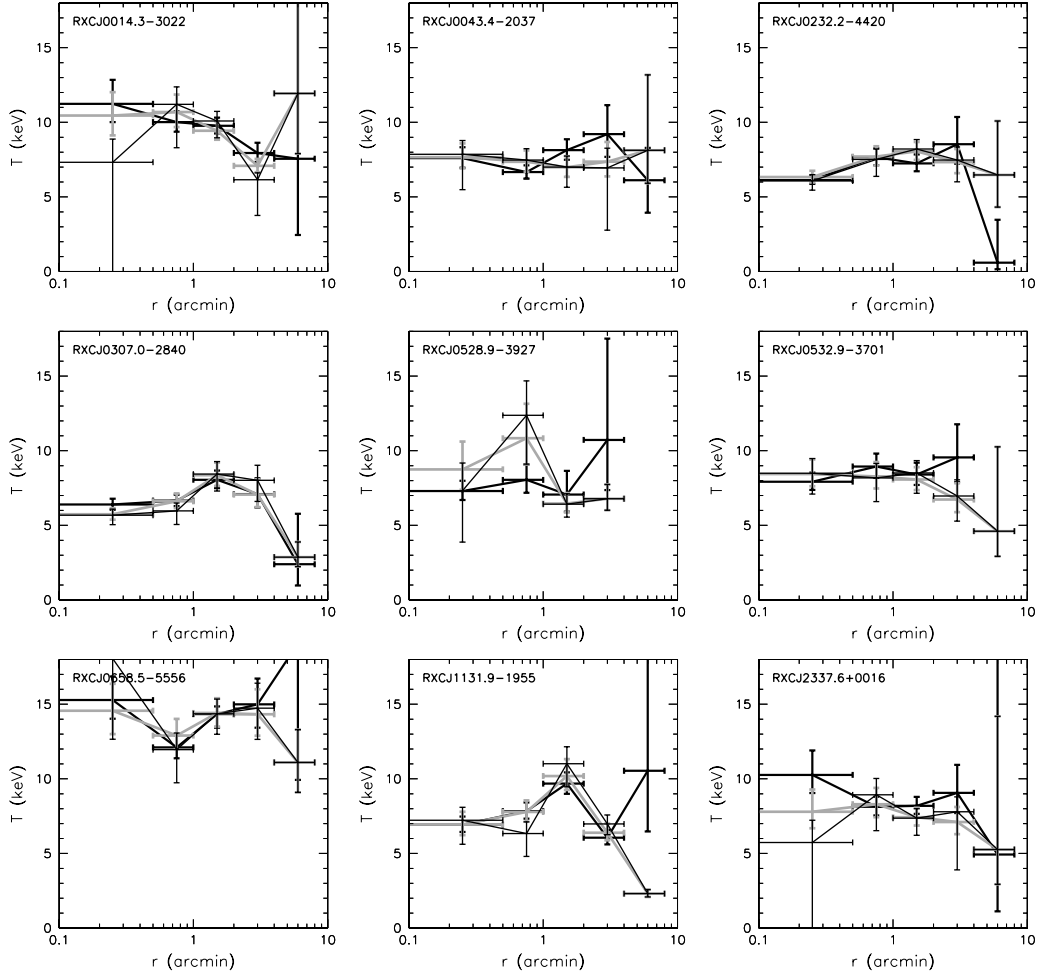 RXCJ0014.3−3022
RXCJ0043.4−2037
RXCJ0232.2−4420
T (keV)
T (keV)
T (keV)
15
10
5
0
15
10
5
0
15
10
5
0
0.1
1
10
0.1
1
10
0.1
1
10
r (arcmin)
r (arcmin)
r (arcmin)
RXCJ0307.0−2840
RXCJ0528.9−3927
RXCJ0532.9−3701
T (keV)
T (keV)
T (keV)
15
10
5
0
15
10
5
0
15
10
5
0
0.1
1
10
0.1
1
10
0.1
1
10
r (arcmin)
r (arcmin)
r (arcmin)
RXCJ0658.5−5556
RXCJ1131.9−1955
RXCJ2337.6+0016
T (keV)
T (keV)
T (keV)
15
10
5
0
15
10
5
0
15
10
5
0
0.1
1
10
0.1
1
10
0.1
1
10
r (arcmin)
r (arcmin)
r (arcmin)